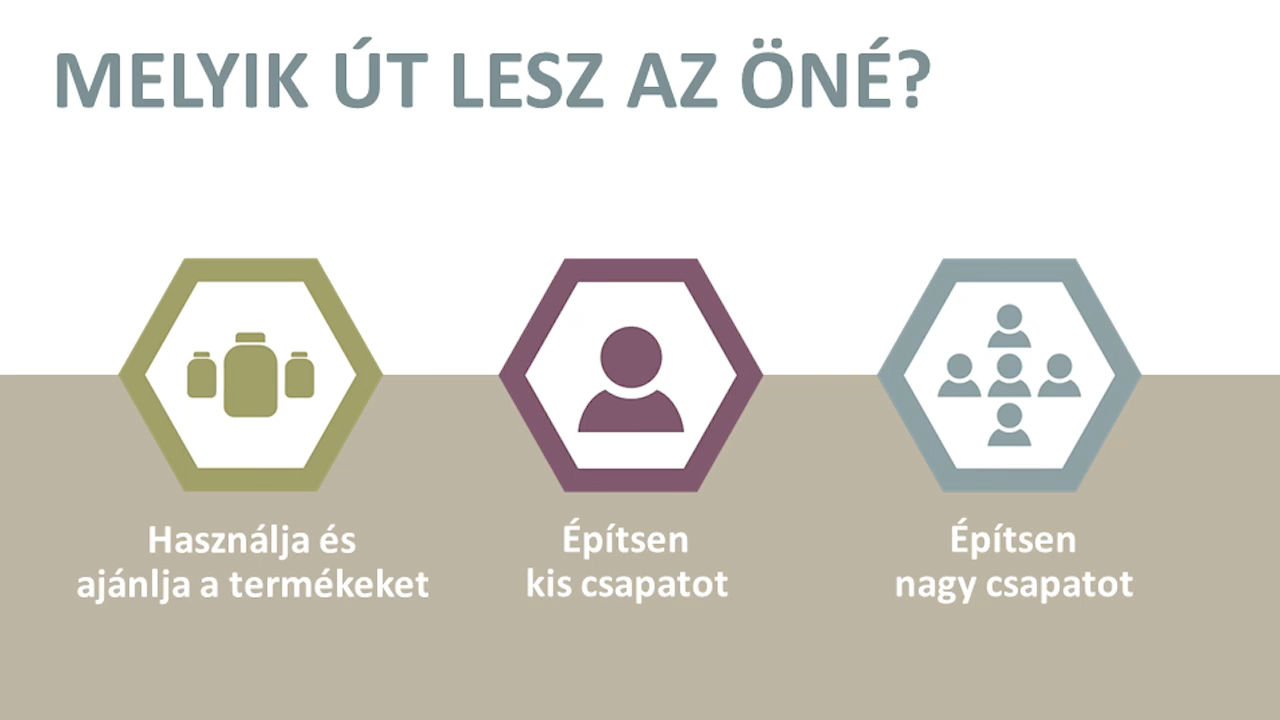 MELYIK ÚT LESZ AZ ÖNÉ?
Használja és
ajánlja a termékeket
Építsen
kis csapatot
Építsen
nagy csapatot